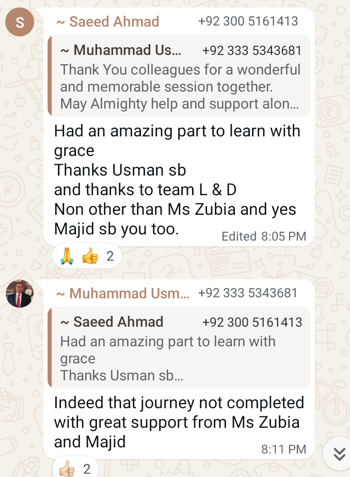 S
~ Saeed Ahmad +92 300 5161413
~ Muhammad Us... +92 333 5343681
Thank You colleagues for a wonderful
and memorable session together.
May Almighty help and support alon...
Had an amazing part to learn with
grace
Thanks Usman sb
and thanks to team L & D
Non other than Ms Zubia and yes
Majid sb you too.
Edited 8:05 PM
🙏 👍 2
~ Muhammad Usm... +92 333 5343681
~ Saeed Ahmad +92 300 5161413
Had an amazing part to learn with
grace
Thanks Usman sb...
Indeed that journey not completed
with great support from Ms Zubia
and Majid
8:11 PM
👍🏼 2